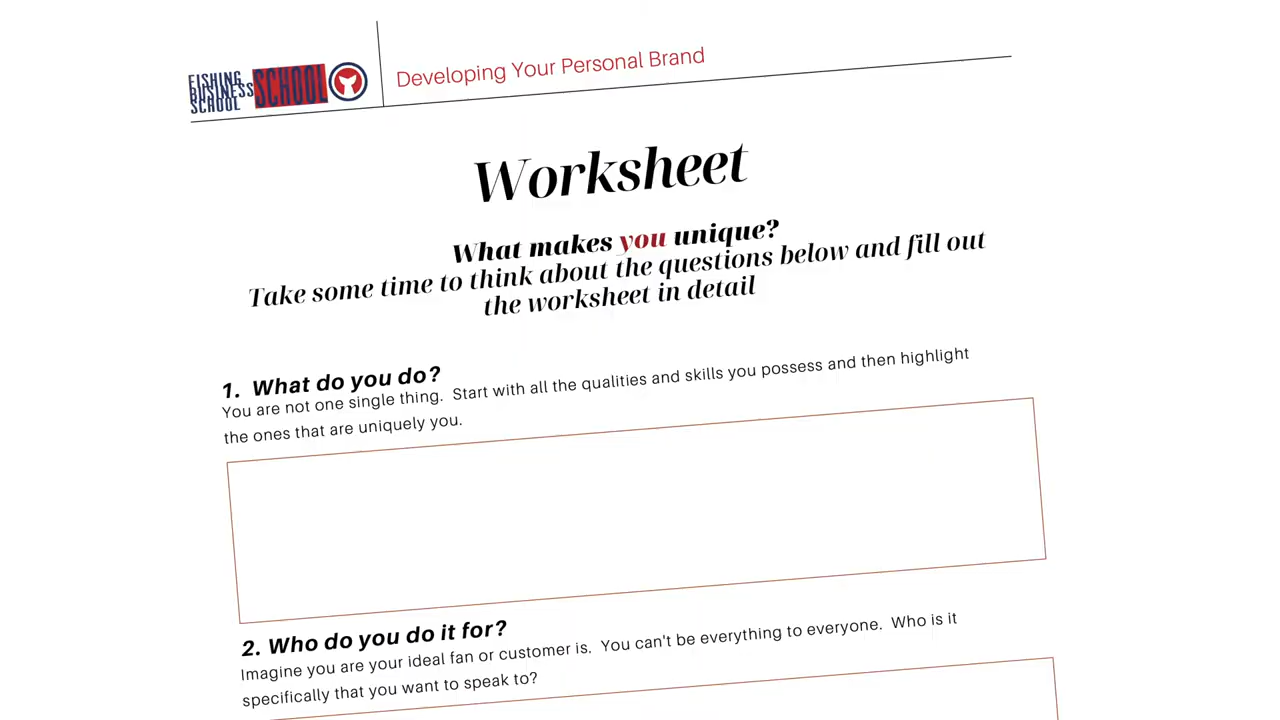 FISHING
BUSINESS
SCHOOL
SCHOOL
Developing Your Personal Brand
Worksheet
What makes you unique?
Take some time to think about the questions below and fill out
the worksheet in detail
1. What do you do?
You are not one single thing. Start with all the qualities and skills you possess and then highlight
the ones that are uniquely you.
2. Who do you do it for?
Imagine you are your ideal fan or customer is. You can't be everything to everyone. Who is it
specifically that you want to speak to?